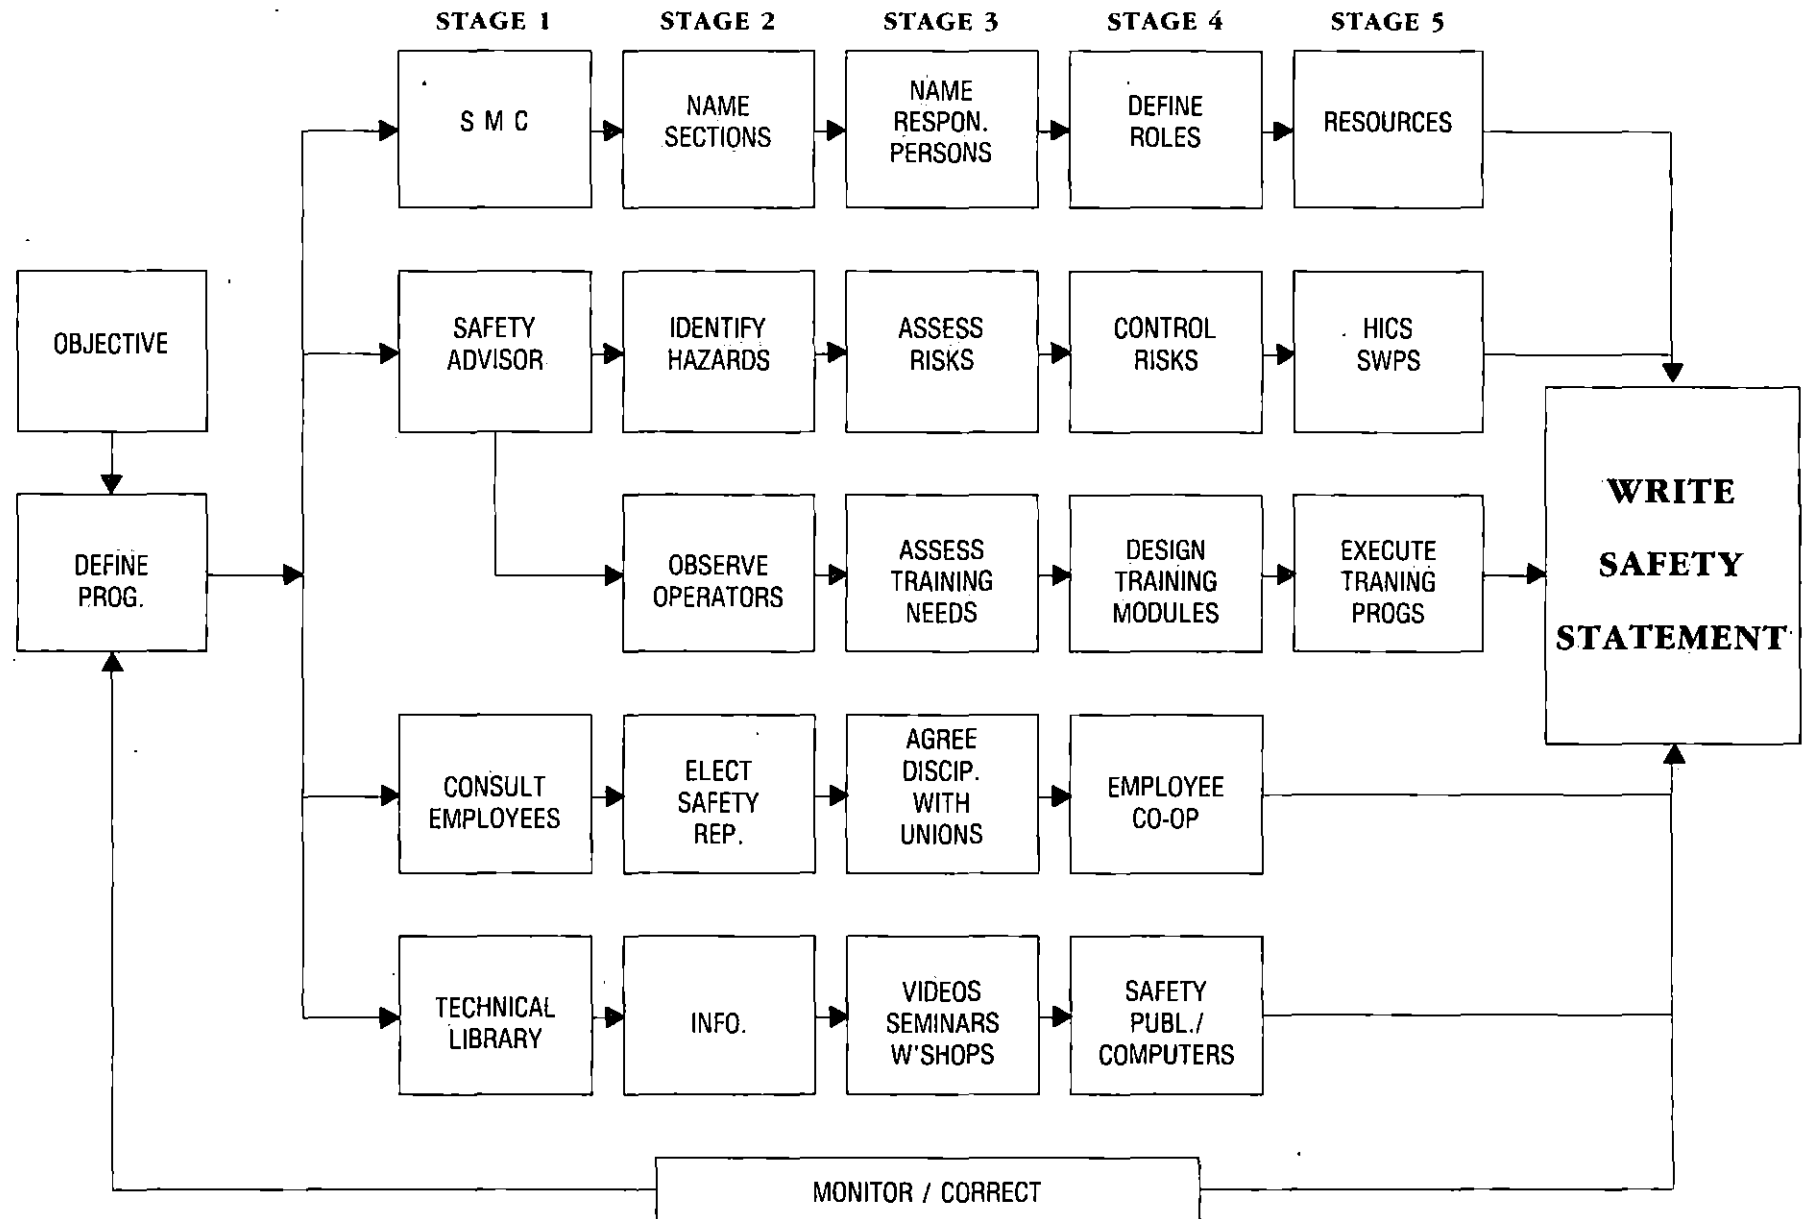 STAGE 1 STAGE 2 STAGE 3 STAGE 4 STAGE 5
S M C
NAME
SECTIONS
NAME
RESPON.
PERSONS
DEFINE
ROLES
RESOURCES
OBJECTIVE
SAFETY
ADVISOR
IDENTIFY
HAZARDS
ASSESS
RISKS
CONTROL
RISKS
HICS
SWPS
DEFINE
PROG.
OBSERVE
OPERATORS
ASSESS
TRAINING
NEEDS
DESIGN
TRAINING
MODULES
EXECUTE
TRANING
PROGS
WRITE
SAFETY
STATEMENT
CONSULT
EMPLOYEES
ELECT
SAFETY
REP.
AGREE
DISCIP.
WITH
UNIONS
EMPLOYEE
CO-OP
TECHNICAL
LIBRARY
INFO.
VIDEOS
SEMINARS
W'SHOPS
SAFETY
PUBL./
COMPUTERS
MONITOR / CORRECT